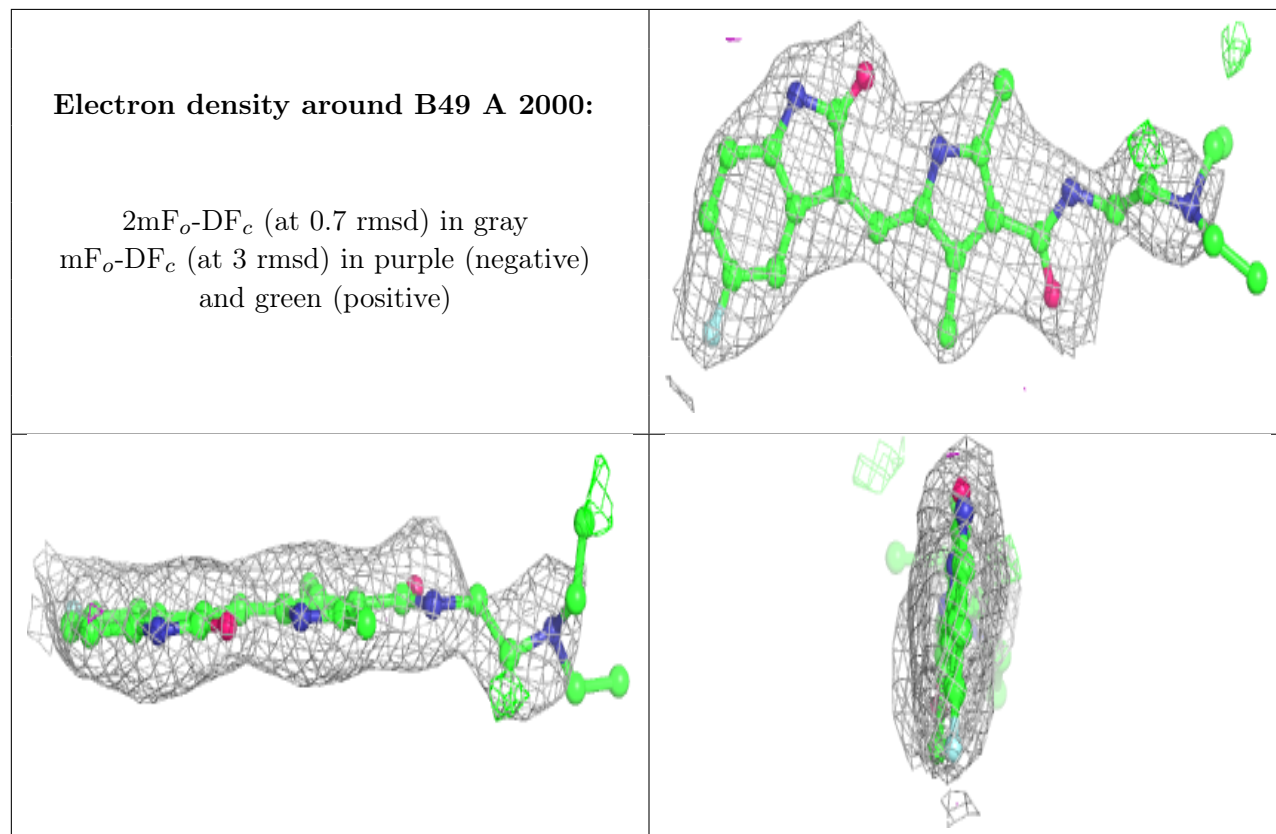 Electron density around B49 A 2000:
2mFo-DFc (at 0.7 rmsd) in gray
mFo-DFc (at 3 rmsd) in purple (negative)
and green (positive)